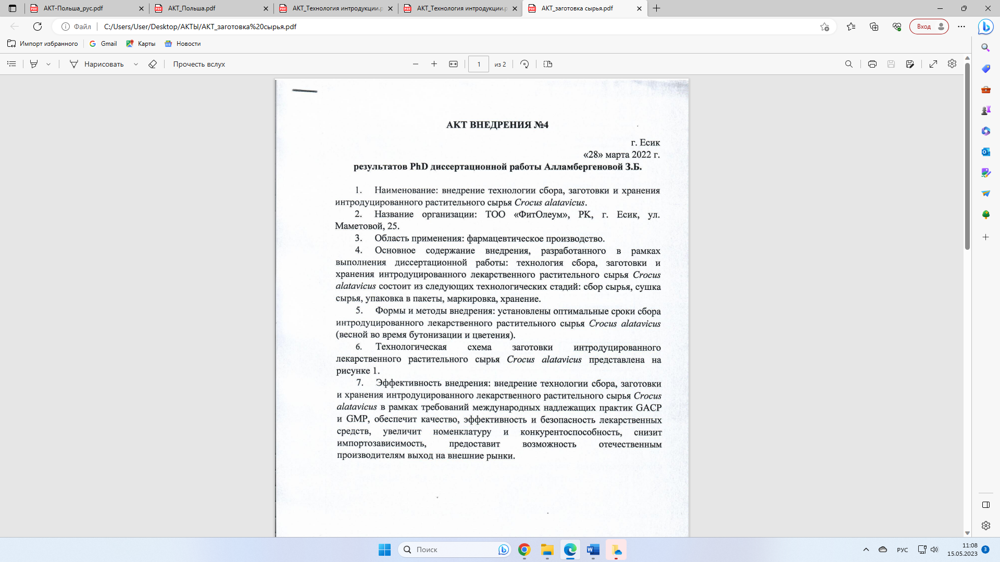 АКТ-Польша_рус.pdf
АКТ_Польша.pdf
АКТ_Технология интродукции.p
АКТ_Технология интродукции.p
АКТ_заготовка сырья.pdf
Файл
C:/Users/User/Desktop/АКТЫ/АКТ_заготовка%20сырья.pdf
Вход
Импорт избранного
Gmail
Карты
Новости
Нарисовать
Прочесть вслух
1
из 2
АКТ ВНЕДРЕНИЯ №4
г. Есик
«28» марта 2022 г.
результатов PhD диссертационной работы Алламбергеновой З.Б.
1. Наименование: внедрение технологии сбора, заготовки и хранения
интродуцированного растительного сырья Crocus alatavicus.
2. Название организации: ТОО «ФитОлеум», РК, г. Есик, ул.
Маметовой, 25.
3. Область применения: фармацевтическое производство.
4. Основное содержание внедрения, разработанного в рамках
выполнения диссертационной работы: технология сбора, заготовки и
хранения интродуцированного лекарственного растительного сырья Crocus
alatavicus состоит из следующих технологических стадий: сбор сырья, сушка
сырья, упаковка в пакеты, маркировка, хранение.
5. Формы и методы внедрения: установлены оптимальные сроки сбора
интродуцированного лекарственного растительного сырья Crocus alatavicus
(весной во время бутонизации и цветения).
6. Технологическая схема заготовки интродуцированного
лекарственного растительного сырья Crocus alatavicus представлена на
рисунке 1.
7. Эффективность внедрения: внедрение технологии сбора, заготовки
и хранения интродуцированного лекарственного растительного сырья Crocus
alatavicus в рамках требований международных надлежащих практик GACP
и GMP, обеспечит качество, эффективность и безопасность лекарственных
средств, увеличит номенклатуру и конкурентоспособность, снизит
импортозависимость, предоставит возможность отечественным
производителям выход на внешние рынки.
Поиск
РУС
11:08
15.05.2023
3